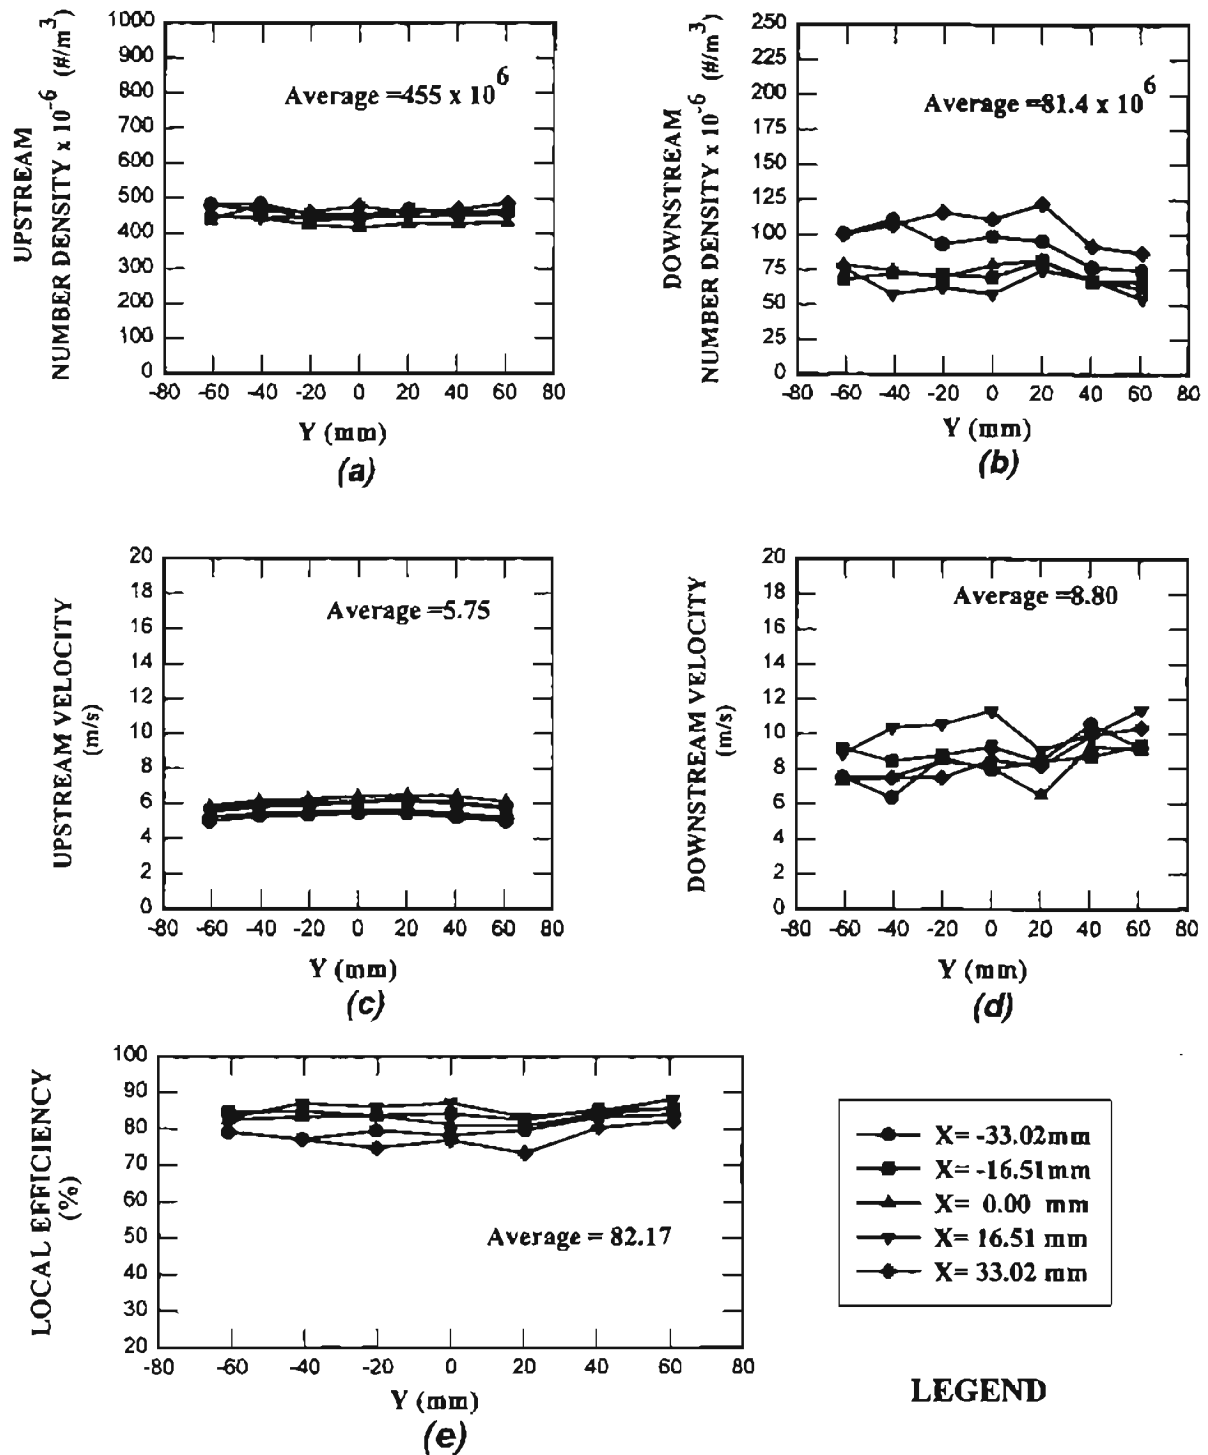 UPSTREAM
NUMBER DENSITY x 10^-6 (#/m^3)
1000
900
800
700
600
500
400
300
200
100
0
Average =455 x 10^6
-80 -60 -40 -20 0 20 40 60 80
Y (mm)
(a)
DOWNSTREAM
NUMBER DENSITY x 10^-6 (#/m^3)
250
225
200
175
150
125
100
75
50
25
0
Average =81.4 x 10^6
-80 -60 -40 -20 0 20 40 60 80
Y (mm)
(b)
UPSTREAM VELOCITY
(m/s)
20
18
16
14
12
10
8
6
4
2
0
Average =5.75
-80 -60 -40 -20 0 20 40 60 80
Y (mm)
(c)
DOWNSTREAM VELOCITY
(m/s)
20
18
16
14
12
10
8
6
4
2
0
Average =8.80
-80 -60 -40 -20 0 20 40 60 80
Y (mm)
(d)
LOCAL EFFICIENCY
(%)
100
90
80
70
60
50
40
30
20
Average = 82.17
-80 -60 -40 -20 0 20 40 60 80
Y (mm)
(e)
X= -33.02mm
X= -16.51mm
X= 0.00 mm
X= 16.51 mm
X= 33.02 mm
LEGEND